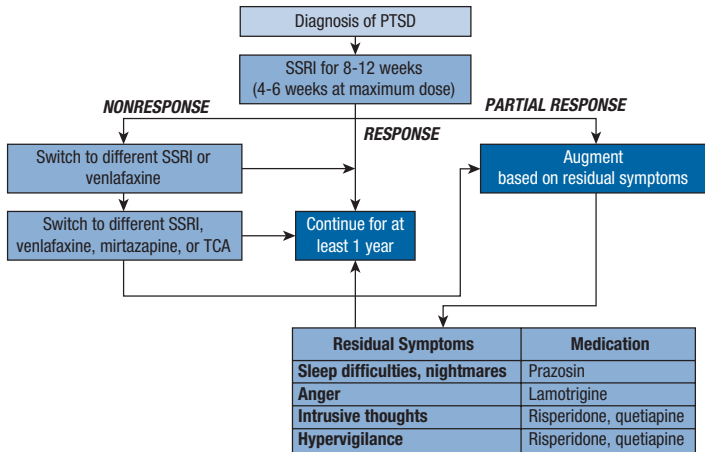 Diagnosis of PTSD
SSRI for 8-12 weeks
(4-6 weeks at maximum dose)
NONRESPONSE
PARTIAL RESPONSE
RESPONSE
Switch to different SSRI or
venlafaxine
Augment
based on residual symptoms
Switch to different SSRI,
venlafaxine, mirtazapine, or TCA
Continue for at
least 1 year
Residual Symptoms Medication
Sleep difficulties, nightmares Prazosin
Anger Lamotrigine
Intrusive thoughts Risperidone, quetiapine
Hypervigilance Risperidone, quetiapine